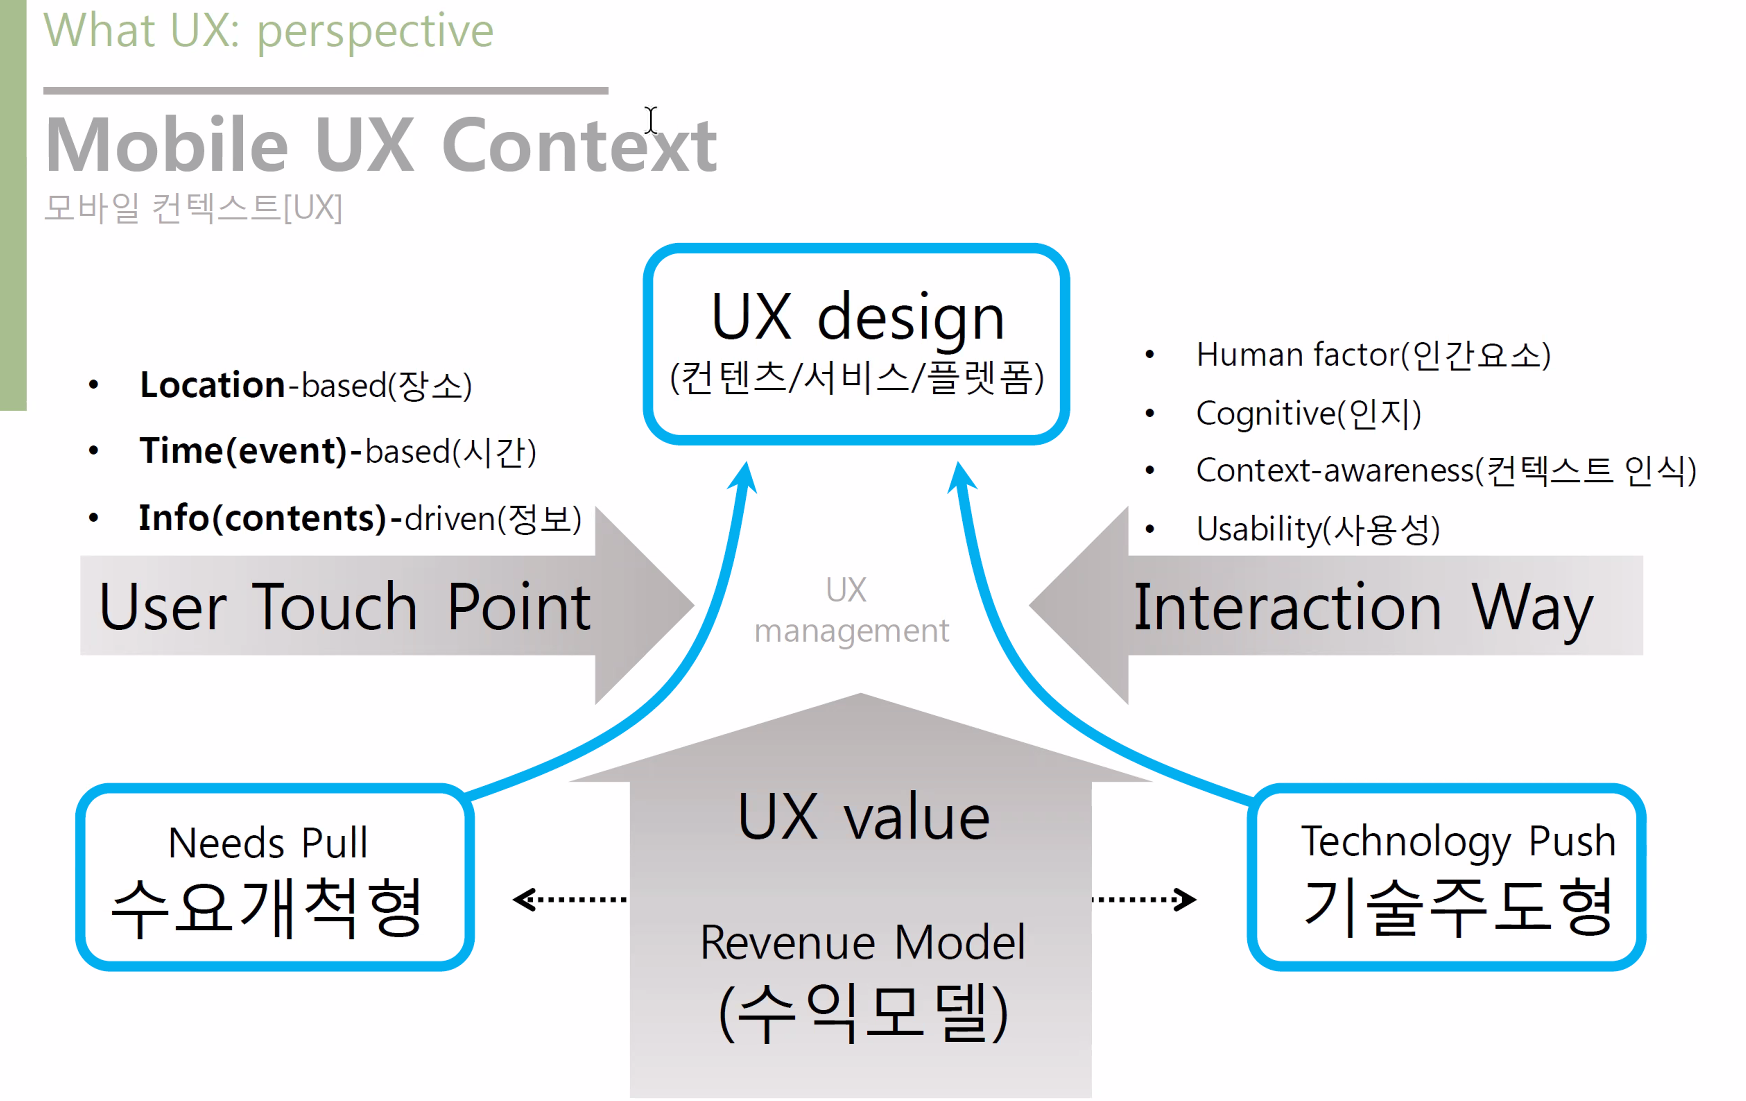 What UX: perspective
Mobile UX Context
모바일 컨텍스트[UX]
UX design
(컨텐츠/서비스/플렛폼)
• Location-based(장소)
• Time(event)-based(시간)
• Info(contents)-driven(정보)
User Touch Point
• Human factor(인간요소)
• Cognitive(인지)
• Context-awareness(컨텍스트 인식)
• Usability(사용성)
Interaction Way
UX
management
Needs Pull
수요개척형
UX value
Revenue Model
(수익모델)
Technology Push
기술주도형